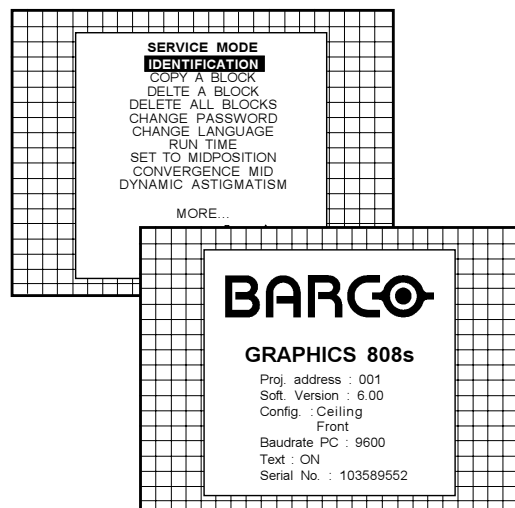 SERVICE MODE
IDENTIFICATION
COPY A BLOCK
DELTE A BLOCK
DELETE ALL BLOCKS
CHANGE PASSWORD
CHANGE LANGUAGE
RUN TIME
SET TO MIDPOSITION
CONVERGENCE MID
DYNAMIC ASTIGMATISM
MORE...
BARCO
GRAPHICS 808s
Proj. address : 001
Soft. Version : 6.00
Config. : Ceiling
Front
Baudrate PC : 9600
Text : ON
Serial No. : 103589552